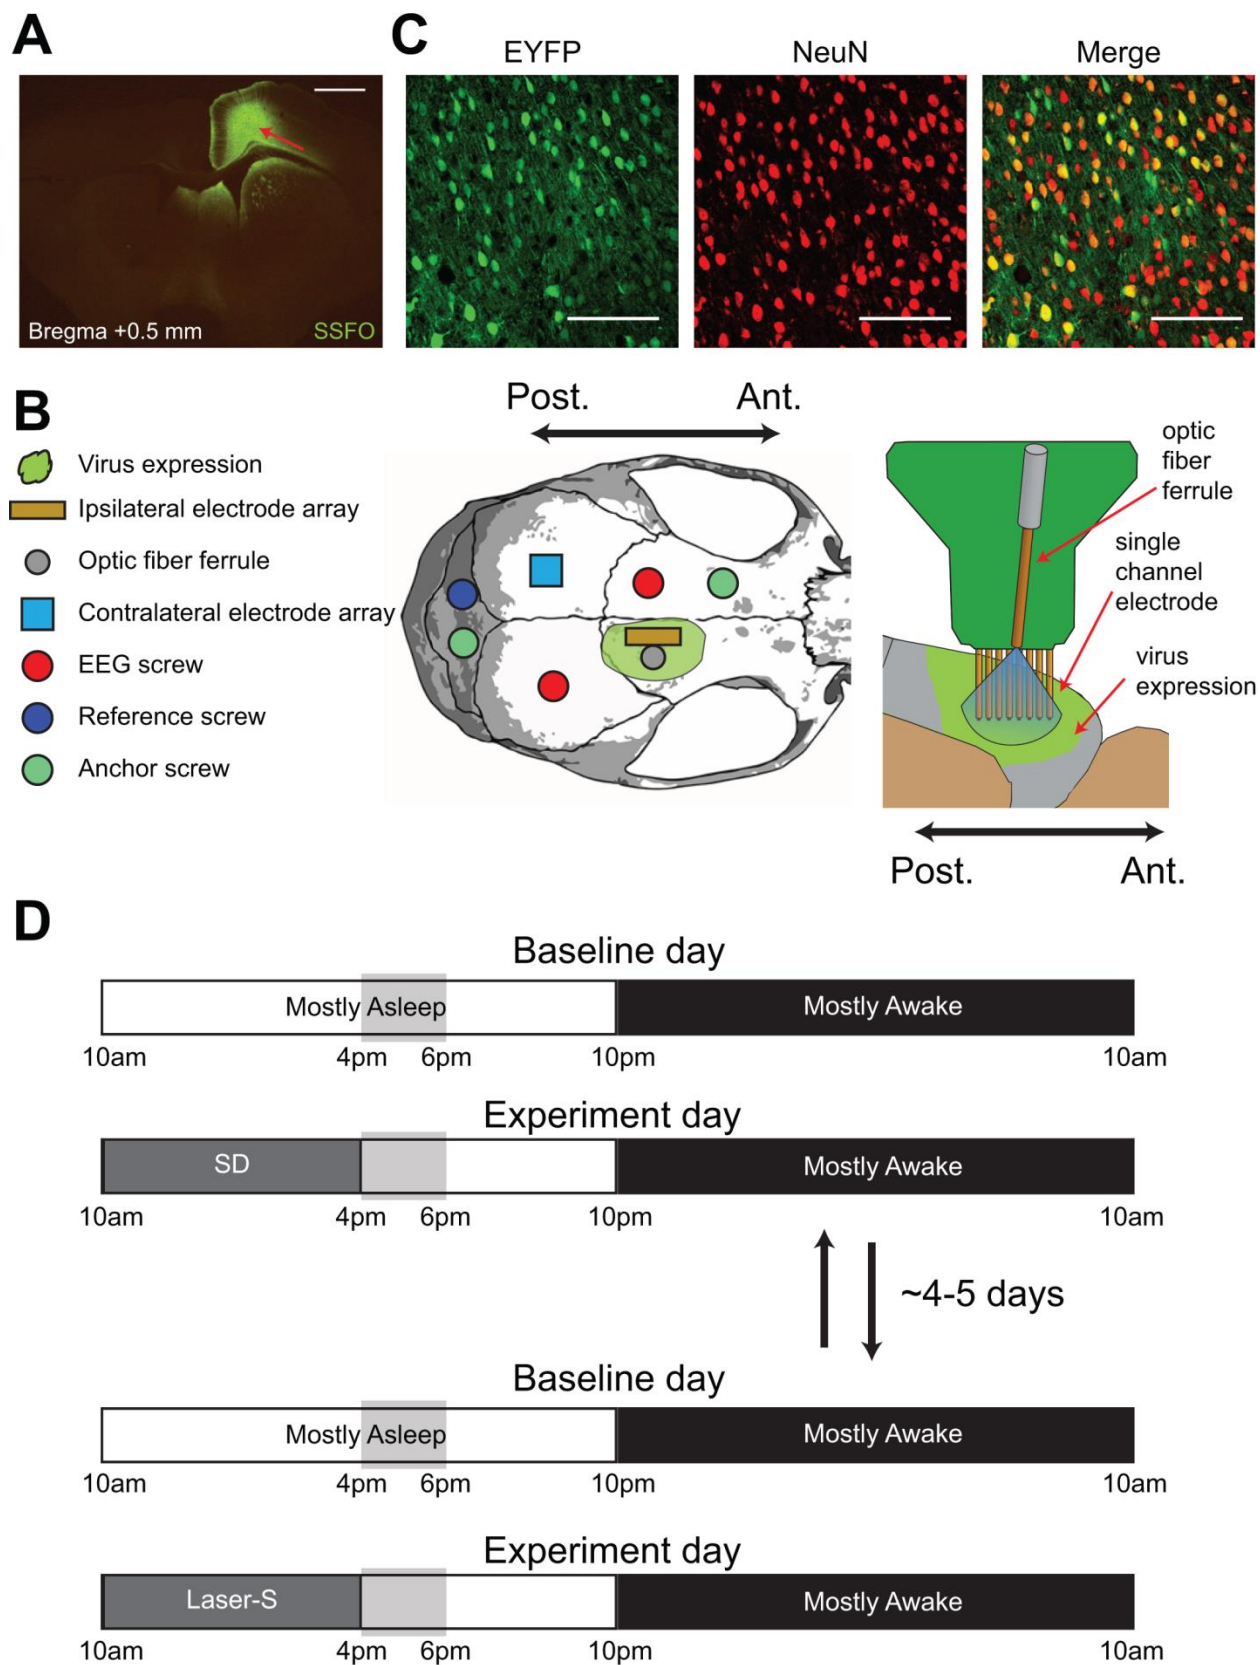 A
Bregma +0.5 mm
SSFO
C
EYFP
NeuN
Merge
B
Virus expression
Ipsilateral electrode array
Optic fiber ferrule
Contralateral electrode array
EEG screw
Reference screw
Anchor screw
Post.
Ant.
optic
fiber
ferrule
single
channel
electrode
virus
expression
Post.
Ant.
D
Baseline day
Mostly Asleep
Mostly Awake
10am
4pm
6pm
10pm
10am
Experiment day
SD
Mostly Awake
10am
4pm
6pm
10pm
10am
~4-5 days
Baseline day
Mostly Asleep
Mostly Awake
10am
4pm
6pm
10pm
10am
Experiment day
Laser-S
Mostly Awake
10am
4pm
6pm
10pm
10am